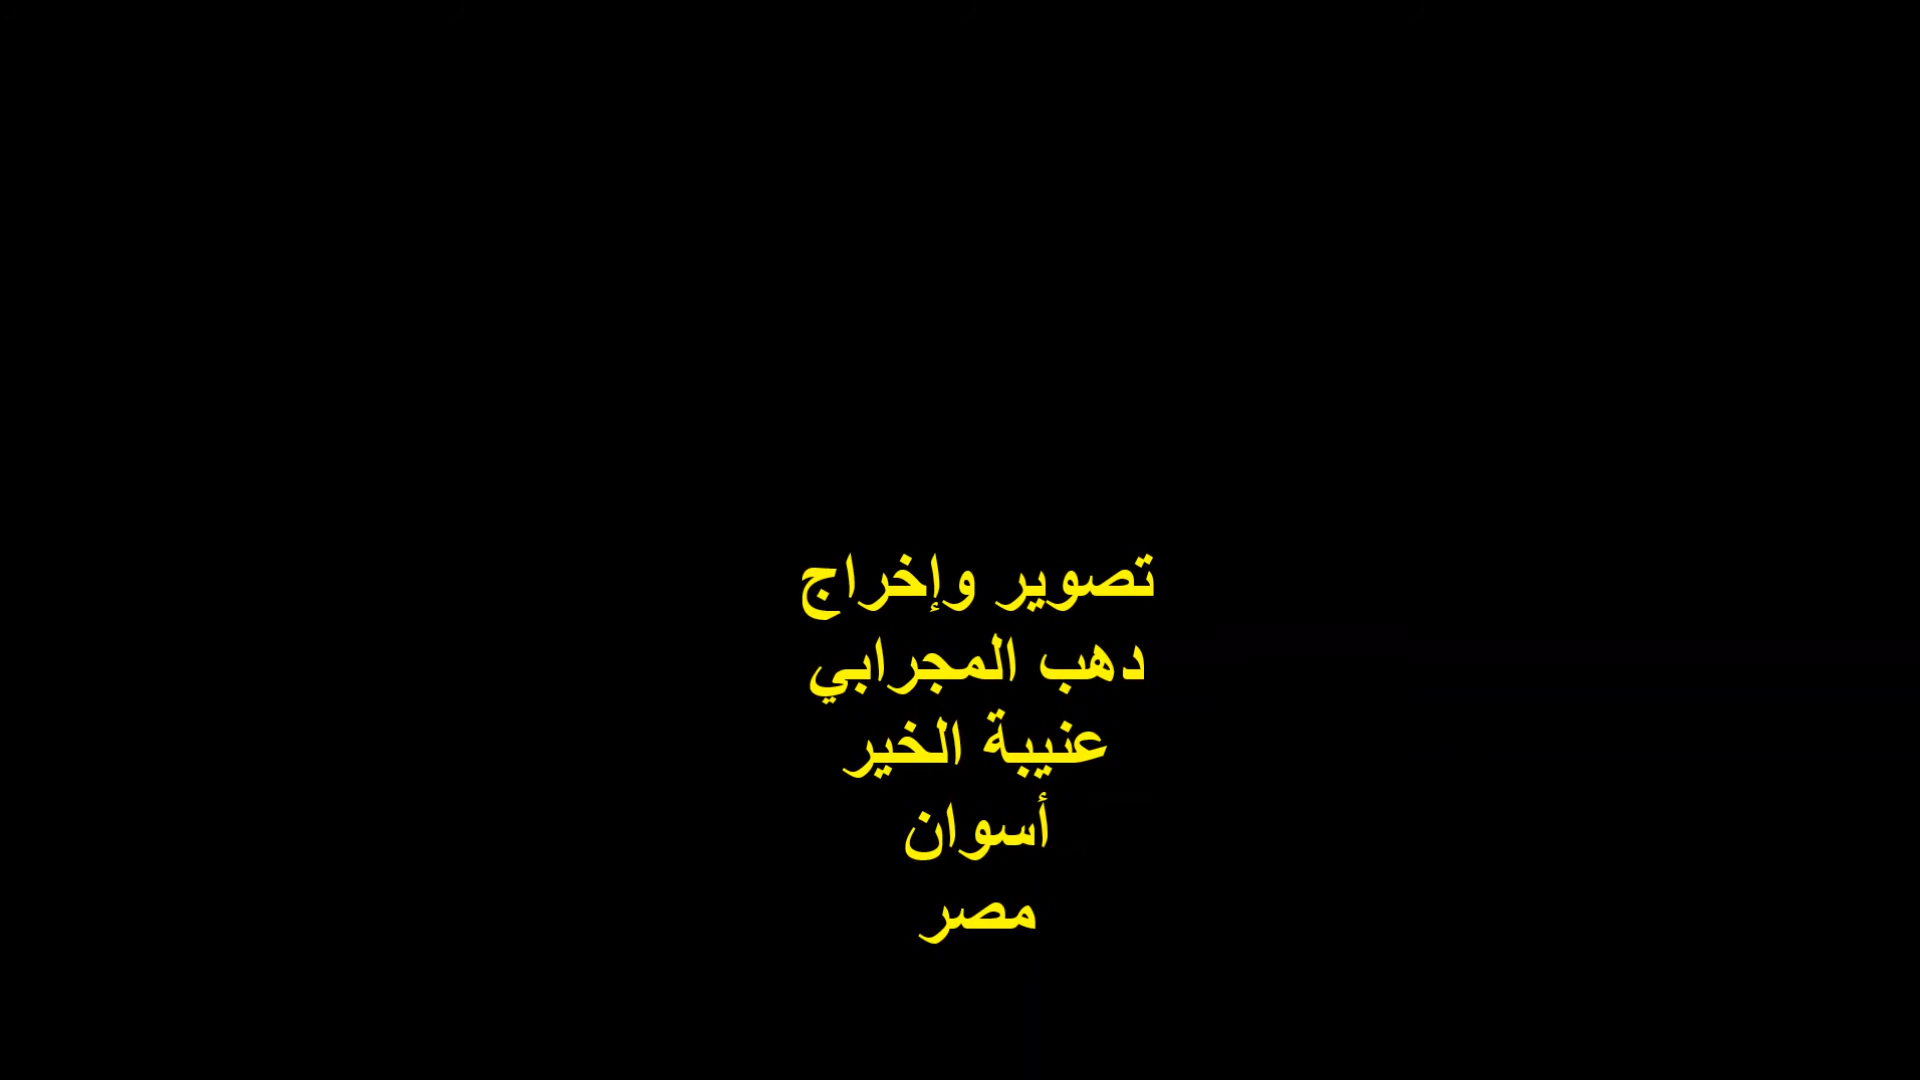 تصوير وإخراج
دهب المجرابي
عنيبة الخير
أسوان
مصر